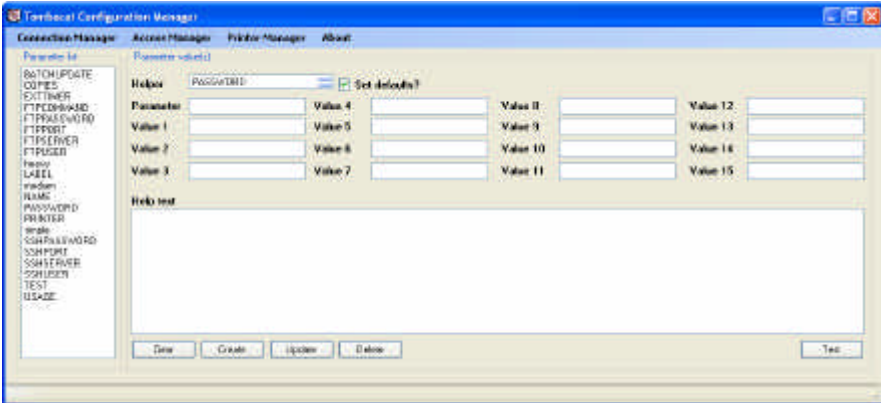 Tombacat Configuration Manager
Connection Manager Access Manager Printer Manager About
Parameter list
Parameter value(s)
BATCHUPDATE
COPIES
EXTTIMER
FTPCOMMAND
FTPPASSWORD
FTPPORT
FTPSERVER
FTPUSER
heavy
LABEL
medium
NAME
PASSWORD
PRINTER
simple
SSHPASSWORD
SSHPORT
SSHSERVER
SSHUSER
TEST
USAGE
Helper PASSWORD Set defaults?
Parameter Value 4 Value 8 Value 12
Value 1 Value 5 Value 9 Value 13
Value 2 Value 6 Value 10 Value 14
Value 3 Value 7 Value 11 Value 15
Help text
Clear Create Update Delete Test